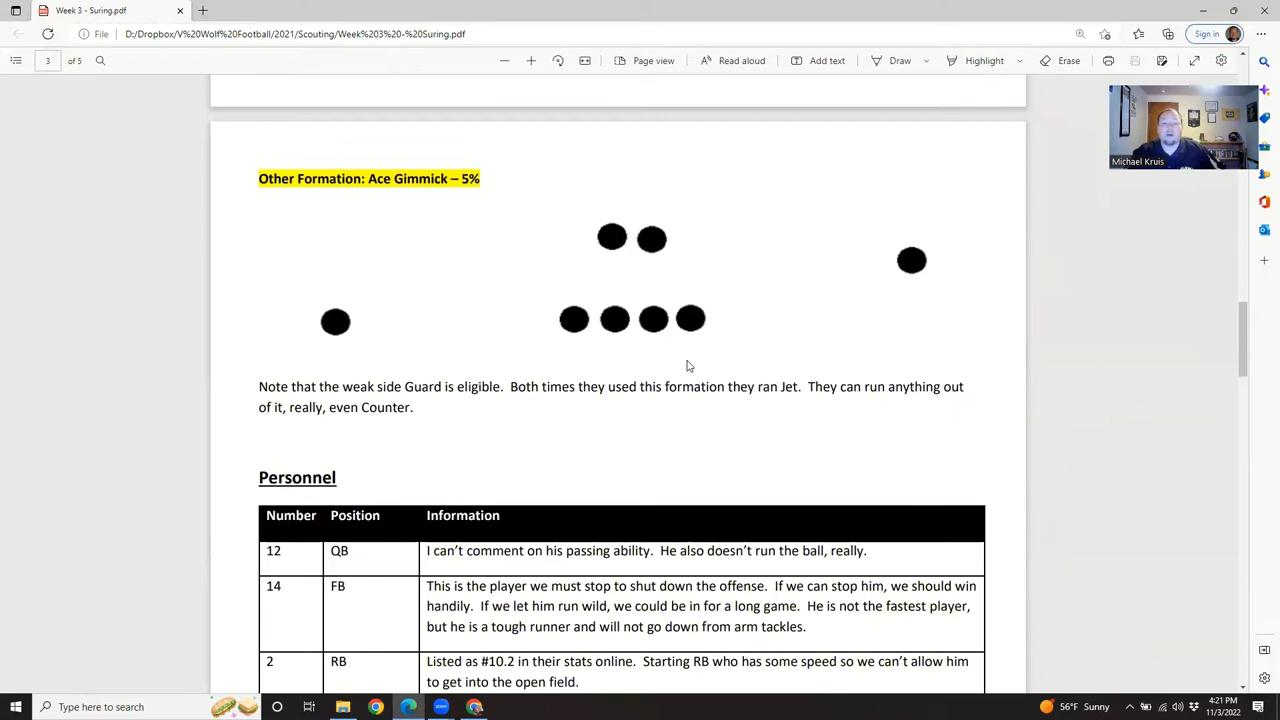 Week 3 - Suring.pdf
File
D:/Dropbox/V%20Wolf%20Football/2021/Scouting/Week%203%20-%20Suring.pdf
Sign in
3 of 5
Page view
Read aloud
Add text
Draw
Highlight
Erase
Michael Kruis
Other Formation: Ace Gimmick – 5%
Note that the weak side Guard is eligible. Both times they used this formation they ran Jet. They can run anything out
of it, really, even Counter.
Personnel
Number Position Information
12 QB I can't comment on his passing ability. He also doesn't run the ball, really.
14 FB This is the player we must stop to shut down the offense. If we can stop him, we should win
handily. If we let him run wild, we could be in for a long game. He is not the fastest player,
but he is a tough runner and will not go down from arm tackles.
2 RB Listed as #10.2 in their stats online. Starting RB who has some speed so we can't allow him
to get into the open field.
Type here to search
zoom
56°F Sunny
4:21 PM
11/3/2022